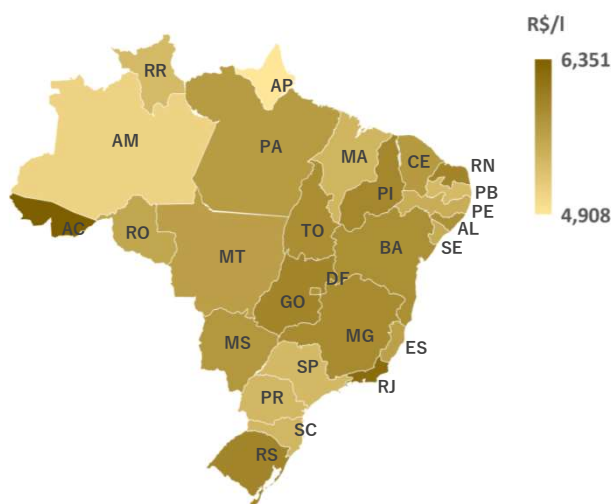 R$/l
6,351
4,908
RR
AP
AM
PA
MA
CE
RN
PI
PB
PE
AC
RO
TO
AL
MT
BA
SE
DF
GO
MS
MG
ES
SP
RJ
PR
SC
RS